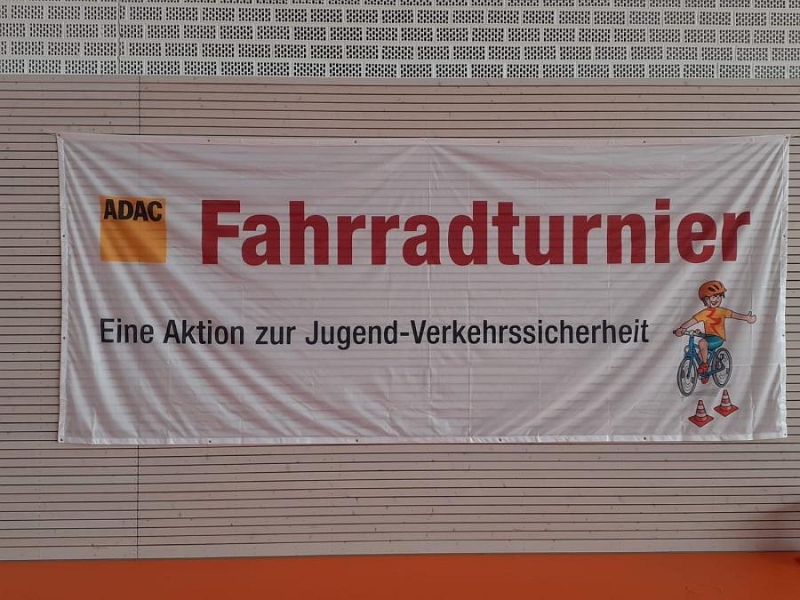 ADAC
Fahrradturnier
Eine Aktion zur Jugend-Verkehrssicherheit